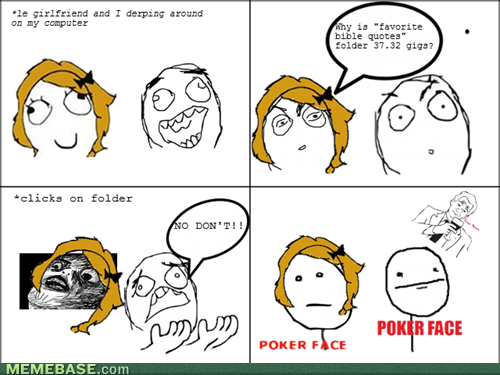 *le girlfriend and I derping around
on my computer
Why is "favorite
bible quotes"
folder 37.32 gigs?
*clicks on folder
NO DON'T!!
POKER FACE
POKER FACE
MEMEBASE.com